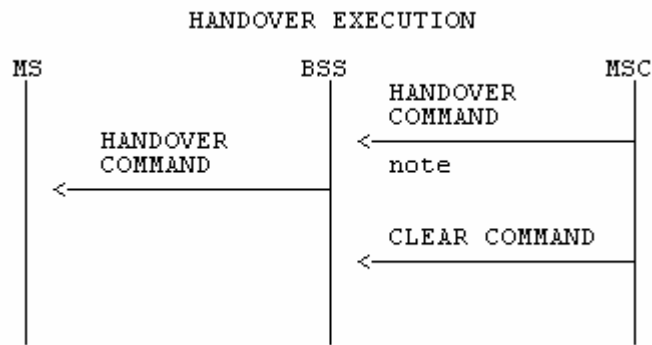 HANDOVER EXECUTION
MS BSS MSC
HANDOVER
COMMAND
HANDOVER
COMMAND
note
CLEAR COMMAND